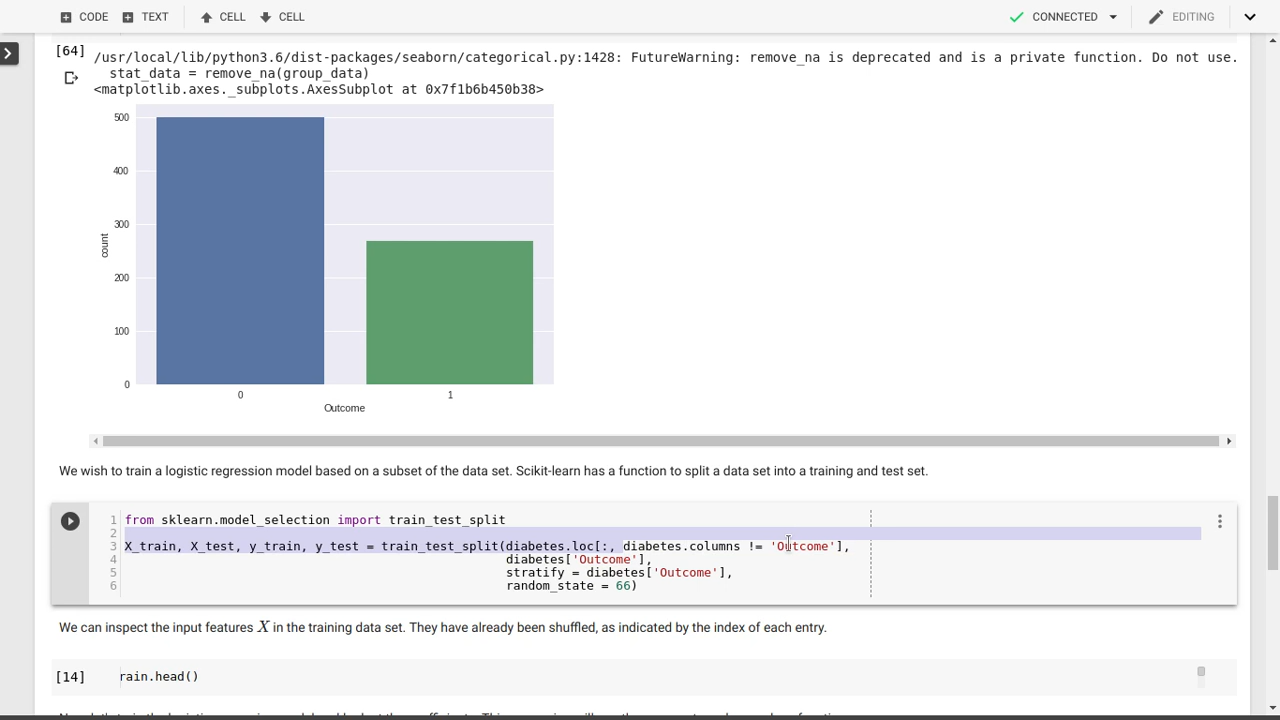 CODE TEXT CELL CELL CONNECTED EDITING
[64] /usr/local/lib/python3.6/dist-packages/seaborn/categorical.py:1428: FutureWarning: remove_na is deprecated and is a private function. Do not use.
stat_data = remove_na(group_data)
<matplotlib.axes._subplots.AxesSubplot at 0x7f1b6b450b38>
500
400
300
200
100
0
count
0 1
Outcome
We wish to train a logistic regression model based on a subset of the data set. Scikit-learn has a function to split a data set into a training and test set.
1 from sklearn.model_selection import train_test_split
2
3 X_train, X_test, y_train, y_test = train_test_split(diabetes.loc[:, diabetes.columns != 'Outcome'],
4 diabetes['Outcome'],
5 stratify = diabetes['Outcome'],
6 random_state = 66)
We can inspect the input features X in the training data set. They have already been shuffled, as indicated by the index of each entry.
[14] rain.head()